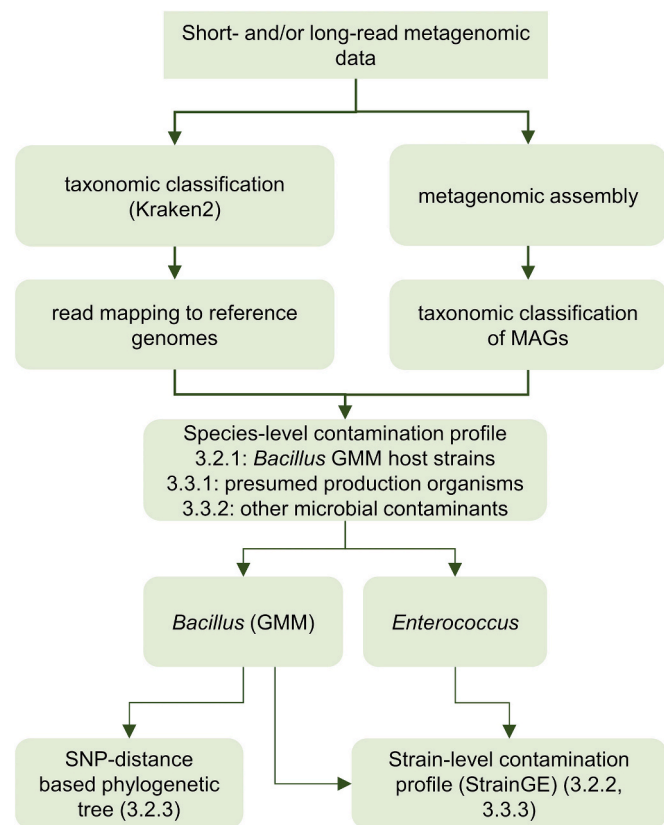 Short- and/or long-read metagenomic
data
taxonomic classification
(Kraken2)
metagenomic assembly
read mapping to reference
genomes
taxonomic classification
of MAGs
Species-level contamination profile
3.2.1: Bacillus GMM host strains
3.3.1: presumed production organisms
3.3.2: other microbial contaminants
Bacillus (GMM)
Enterococcus
SNP-distance
based phylogenetic
tree (3.2.3)
Strain-level contamination
profile (StrainGE) (3.2.2,
3.3.3)